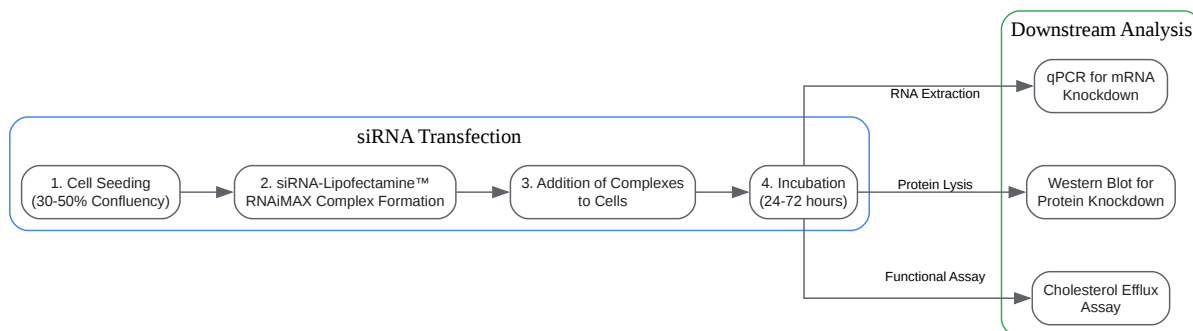 Downstream Analysis
qPCR for mRNA
Knockdown
RNA Extraction
siRNA Transfection
1. Cell Seeding
(30-50% Confluency)
2. siRNA-Lipofectamine™
RNAiMAX Complex Formation
3. Addition of Complexes
to Cells
4. Incubation
(24-72 hours)
Protein Lysis
Western Blot for
Protein Knockdown
Functional Assay
Cholesterol Efflux
Assay